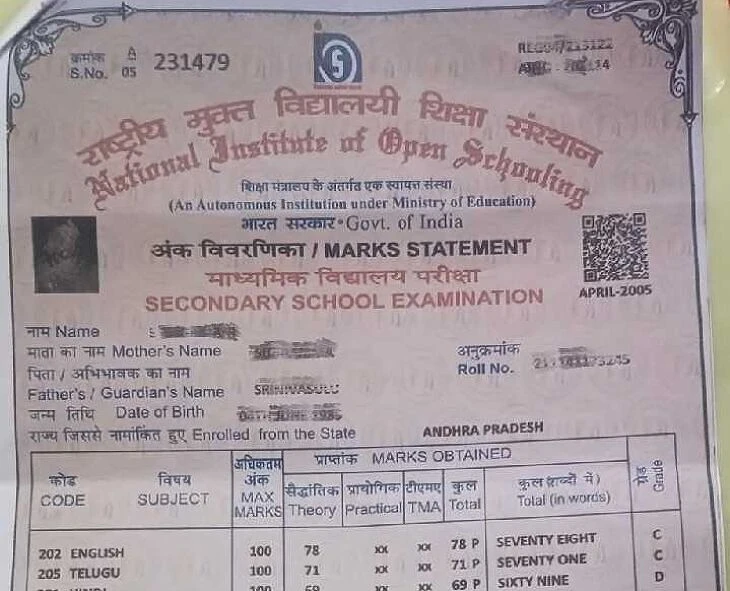 क्रमांक A 231479
S.No. 05
राष्ट्रीय मुक्त विद्यालयी शिक्षा संस्थान
National Institute of Open Schooling
शिक्षा मंत्रालय के अंतर्गत एक स्वायत्त संस्था
(An Autonomous Institution under Ministry of Education)
भारत सरकार • Govt. of India
अंक विवरणिका / MARKS STATEMENT
माध्यमिक विद्यालय परीक्षा
SECONDARY SCHOOL EXAMINATION
APRIL-2005
नाम Name
माता का नाम Mother's Name
अनुक्रमांक
Roll No.
पिता / अभिभावक का नाम
Father's / Guardian's Name SRINIVASULU
जन्म तिथि Date of Birth
राज्य जिससे नामांकित हुए Enrolled from the State ANDHRA PRADESH
कोड CODE
विषय SUBJECT
अधिकतम अंक MAX MARKS
प्राप्तांक MARKS OBTAINED
सैद्धांतिक Theory
प्रायोगिक Practical
टीएमए TMA
कुल Total
कुल (शब्दों में) Total (in words)
ग्रेड Grade
202 ENGLISH 100 78 xx xx 78 P SEVENTY EIGHT C
205 TELUGU 100 71 xx xx 71 P SEVENTY ONE C
69 P SIXTY NINE D